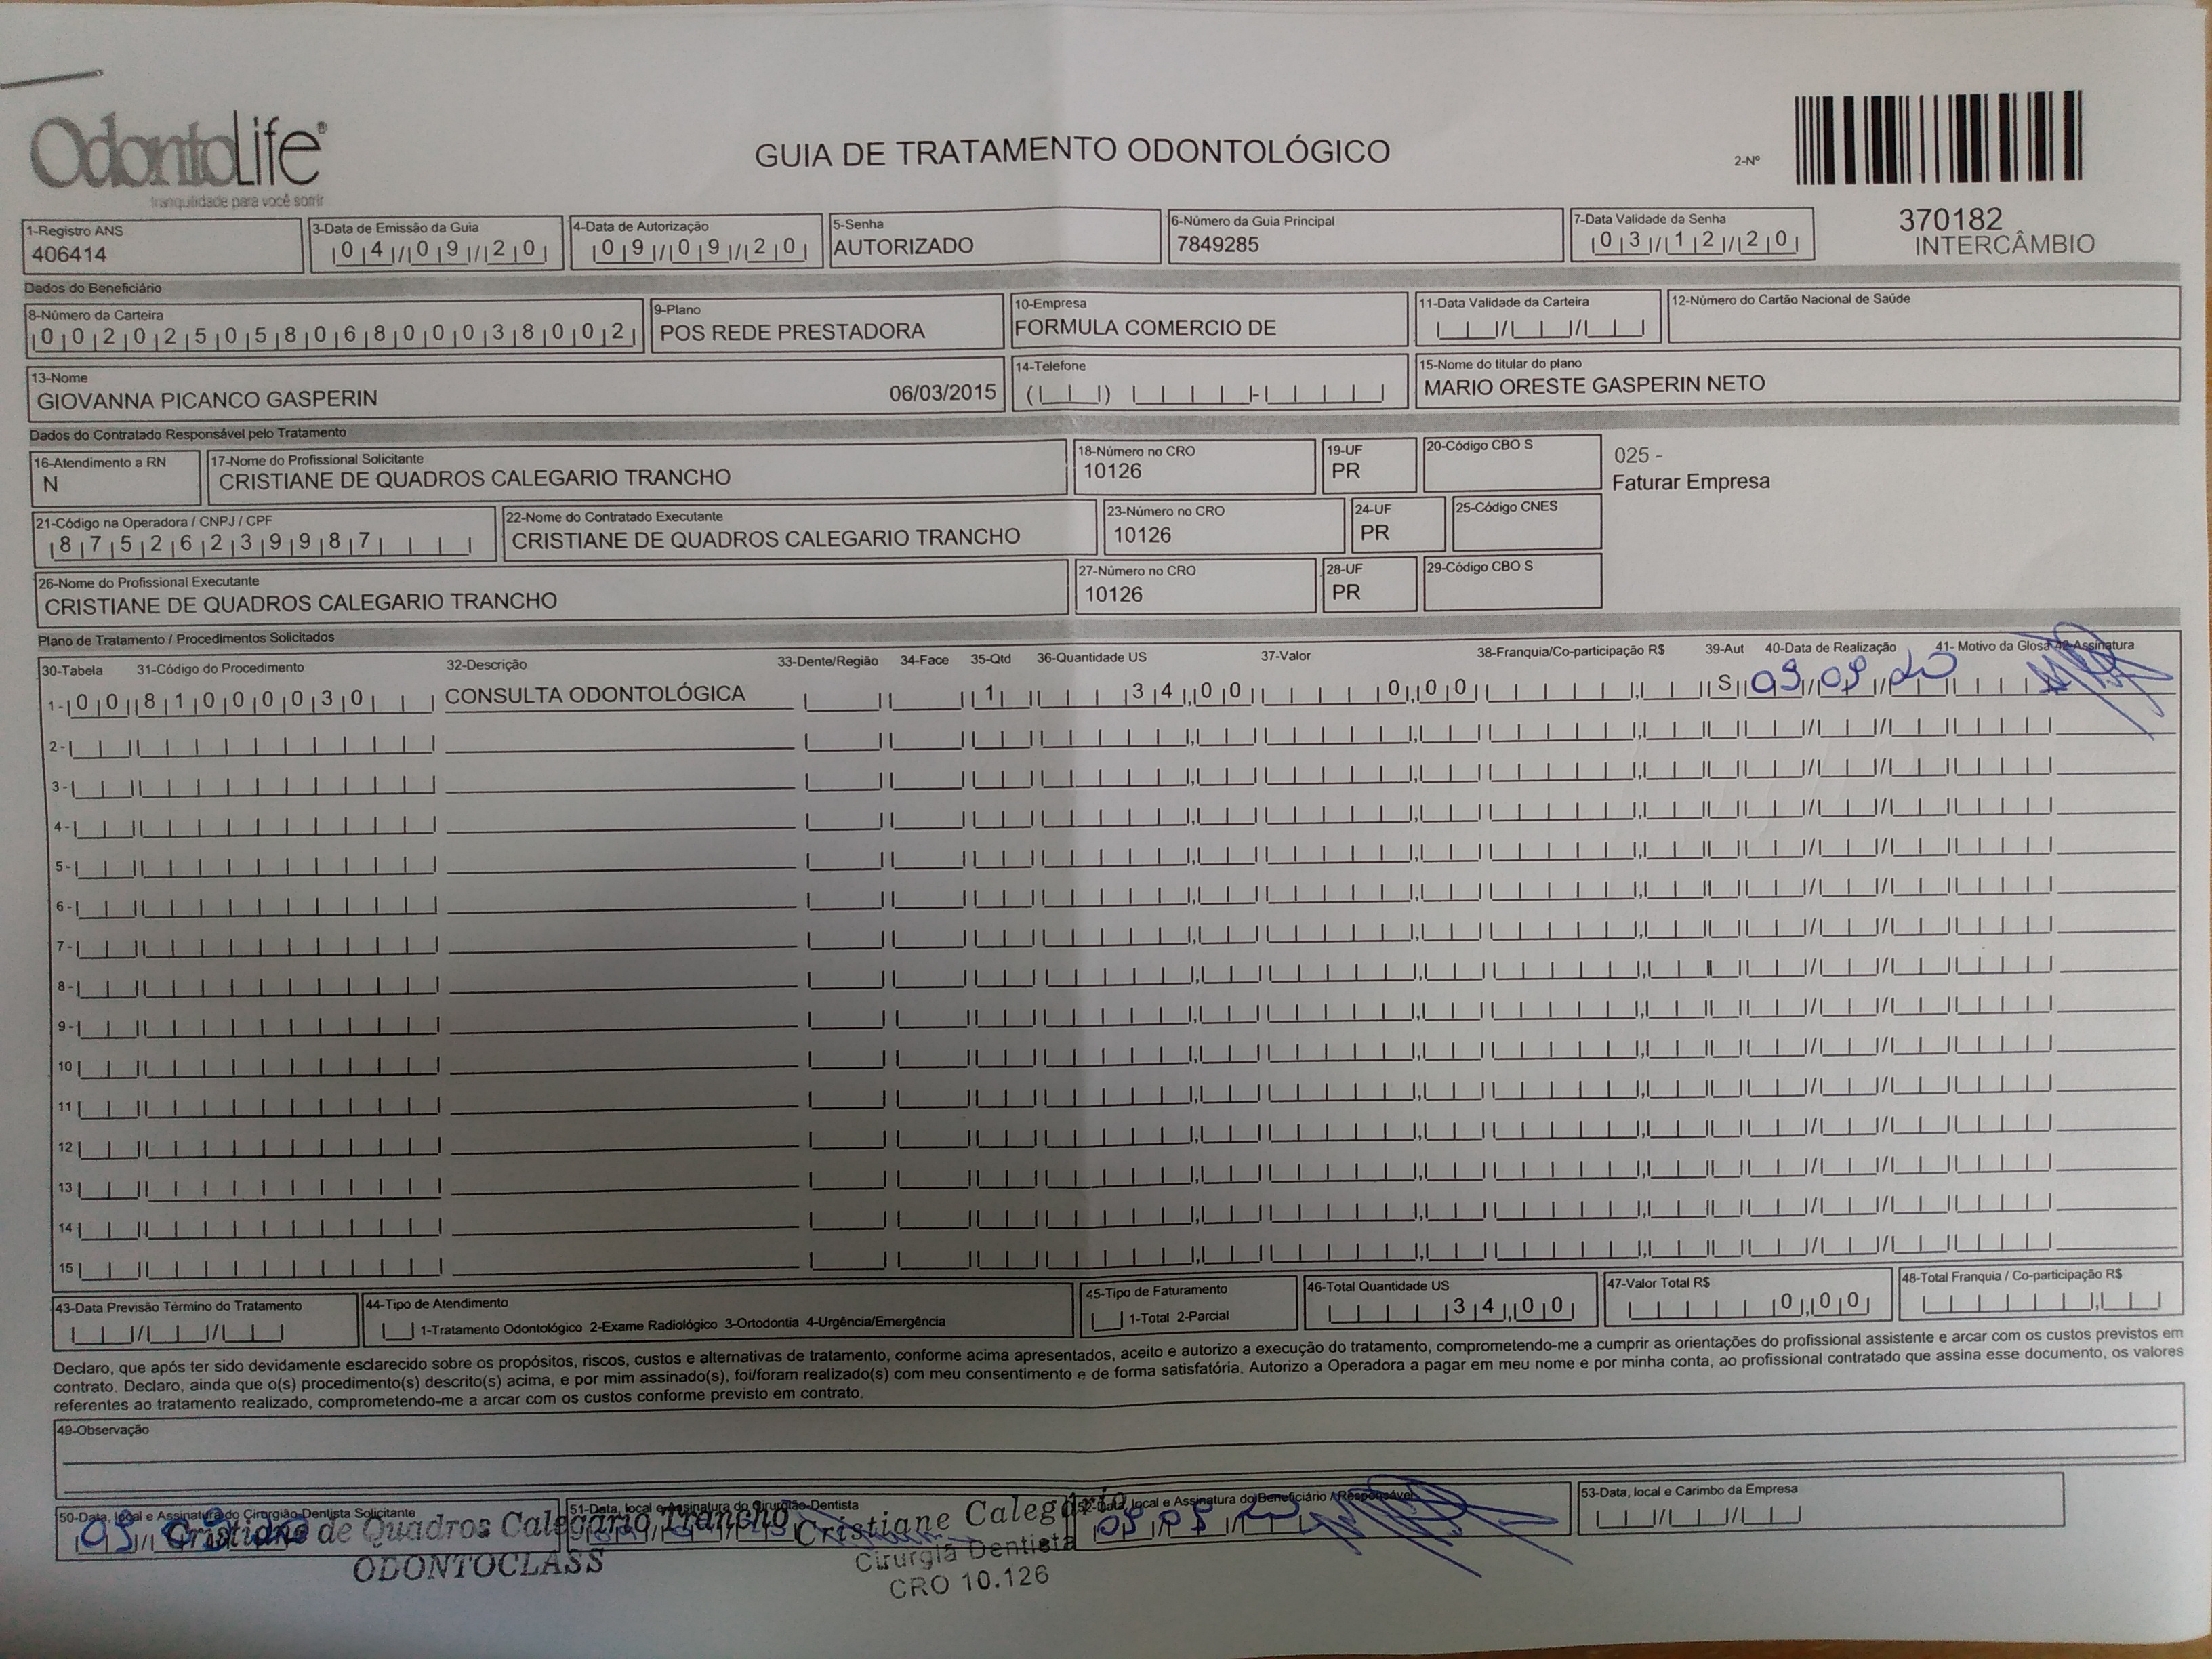 OdontoLife®
tranquilidade para você sorrir
GUIA DE TRATAMENTO ODONTOLÓGICO
2-Nº
370182
INTERCÂMBIO
1-Registro ANS
406414
3-Data de Emissão da Guia
04/09/20
4-Data de Autorização
09/09/20
5-Senha
AUTORIZADO
6-Número da Guia Principal
7849285
7-Data Validade da Senha
03/12/20
Dados do Beneficiário
8-Número da Carteira
00202505806800038002
9-Plano
POS REDE PRESTADORA
10-Empresa
FORMULA COMERCIO DE
11-Data Validade da Carteira
12-Número do Cartão Nacional de Saúde
13-Nome
GIOVANNA PICANCO GASPERIN 06/03/2015
14-Telefone
15-Nome do titular do plano
MARIO ORESTE GASPERIN NETO
Dados do Contratado Responsável pelo Tratamento
16-Atendimento a RN
N
17-Nome do Profissional Solicitante
CRISTIANE DE QUADROS CALEGARIO TRANCHO
18-Número no CRO
10126
19-UF
PR
20-Código CBO S
025 -
Faturar Empresa
21-Código na Operadora / CNPJ / CPF
87526239987
22-Nome do Contratado Executante
CRISTIANE DE QUADROS CALEGARIO TRANCHO
23-Número no CRO
10126
24-UF
PR
25-Código CNES
26-Nome do Profissional Executante
CRISTIANE DE QUADROS CALEGARIO TRANCHO
27-Número no CRO
10126
28-UF
PR
29-Código CBO S
Plano de Tratamento / Procedimentos Solicitados
30-Tabela 31-Código do Procedimento 32-Descrição 33-Dente/Região 34-Face 35-Qtd 36-Quantidade US 37-Valor 38-Franquia/Co-participação R$ 39-Aut 40-Data de Realização 41- Motivo da Glosa 42-Assinatura
1- 00 81000030 CONSULTA ODONTOLÓGICA 1 34,00 0,00 S 09/09/20
2-
3-
4-
5-
6-
7-
8-
9-
10
11
12
13
14
15
43-Data Previsão Término do Tratamento
44-Tipo de Atendimento
1-Tratamento Odontológico 2-Exame Radiológico 3-Ortodontia 4-Urgência/Emergência
45-Tipo de Faturamento
1-Total 2-Parcial
46-Total Quantidade US
34,00
47-Valor Total R$
0,00
48-Total Franquia / Co-participação R$
Declaro, que após ter sido devidamente esclarecido sobre os propósitos, riscos, custos e alternativas de tratamento, conforme acima apresentados, aceito e autorizo a execução do tratamento, comprometendo-me a cumprir as orientações do profissional assistente e arcar com os custos previstos em
contrato. Declaro, ainda que o(s) procedimento(s) descrito(s) acima, e por mim assinado(s), foi/foram realizado(s) com meu consentimento e de forma satisfatória. Autorizo a Operadora a pagar em meu nome e por minha conta, ao profissional contratado que assina esse documento, os valores
referentes ao tratamento realizado, comprometendo-me a arcar com os custos conforme previsto em contrato.
49-Observação
50-Data, local e Assinatura do Cirurgião-Dentista Solicitante
51-Data, local e Assinatura do Cirurgião-Dentista
52-Data, local e Assinatura do Beneficiário / Responsável
09/09/20
53-Data, local e Carimbo da Empresa
Cristiane de Quadros Calegario Trancho
ODONTOCLASS
Cristiane Calegário
Cirurgiã Dentista
CRO 10.126